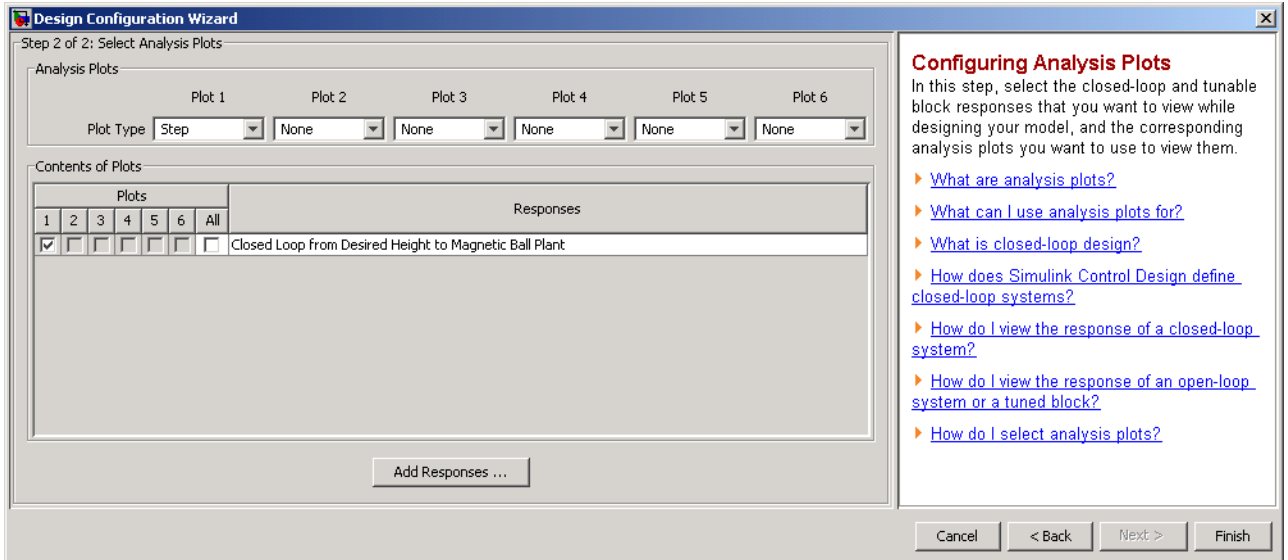 Design Configuration Wizard
Step 2 of 2: Select Analysis Plots
Analysis Plots
Plot 1 Plot 2 Plot 3 Plot 4 Plot 5 Plot 6
Plot Type Step None None None None None
Contents of Plots
Plots
Responses
1 2 3 4 5 6 All
Closed Loop from Desired Height to Magnetic Ball Plant
Add Responses ...
Configuring Analysis Plots
In this step, select the closed-loop and tunable
block responses that you want to view while
designing your model, and the corresponding
analysis plots you want to use to view them.
What are analysis plots?
What can I use analysis plots for?
What is closed-loop design?
How does Simulink Control Design define
closed-loop systems?
How do I view the response of a closed-loop
system?
How do I view the response of an open-loop
system or a tuned block?
How do I select analysis plots?
Cancel < Back Next > Finish